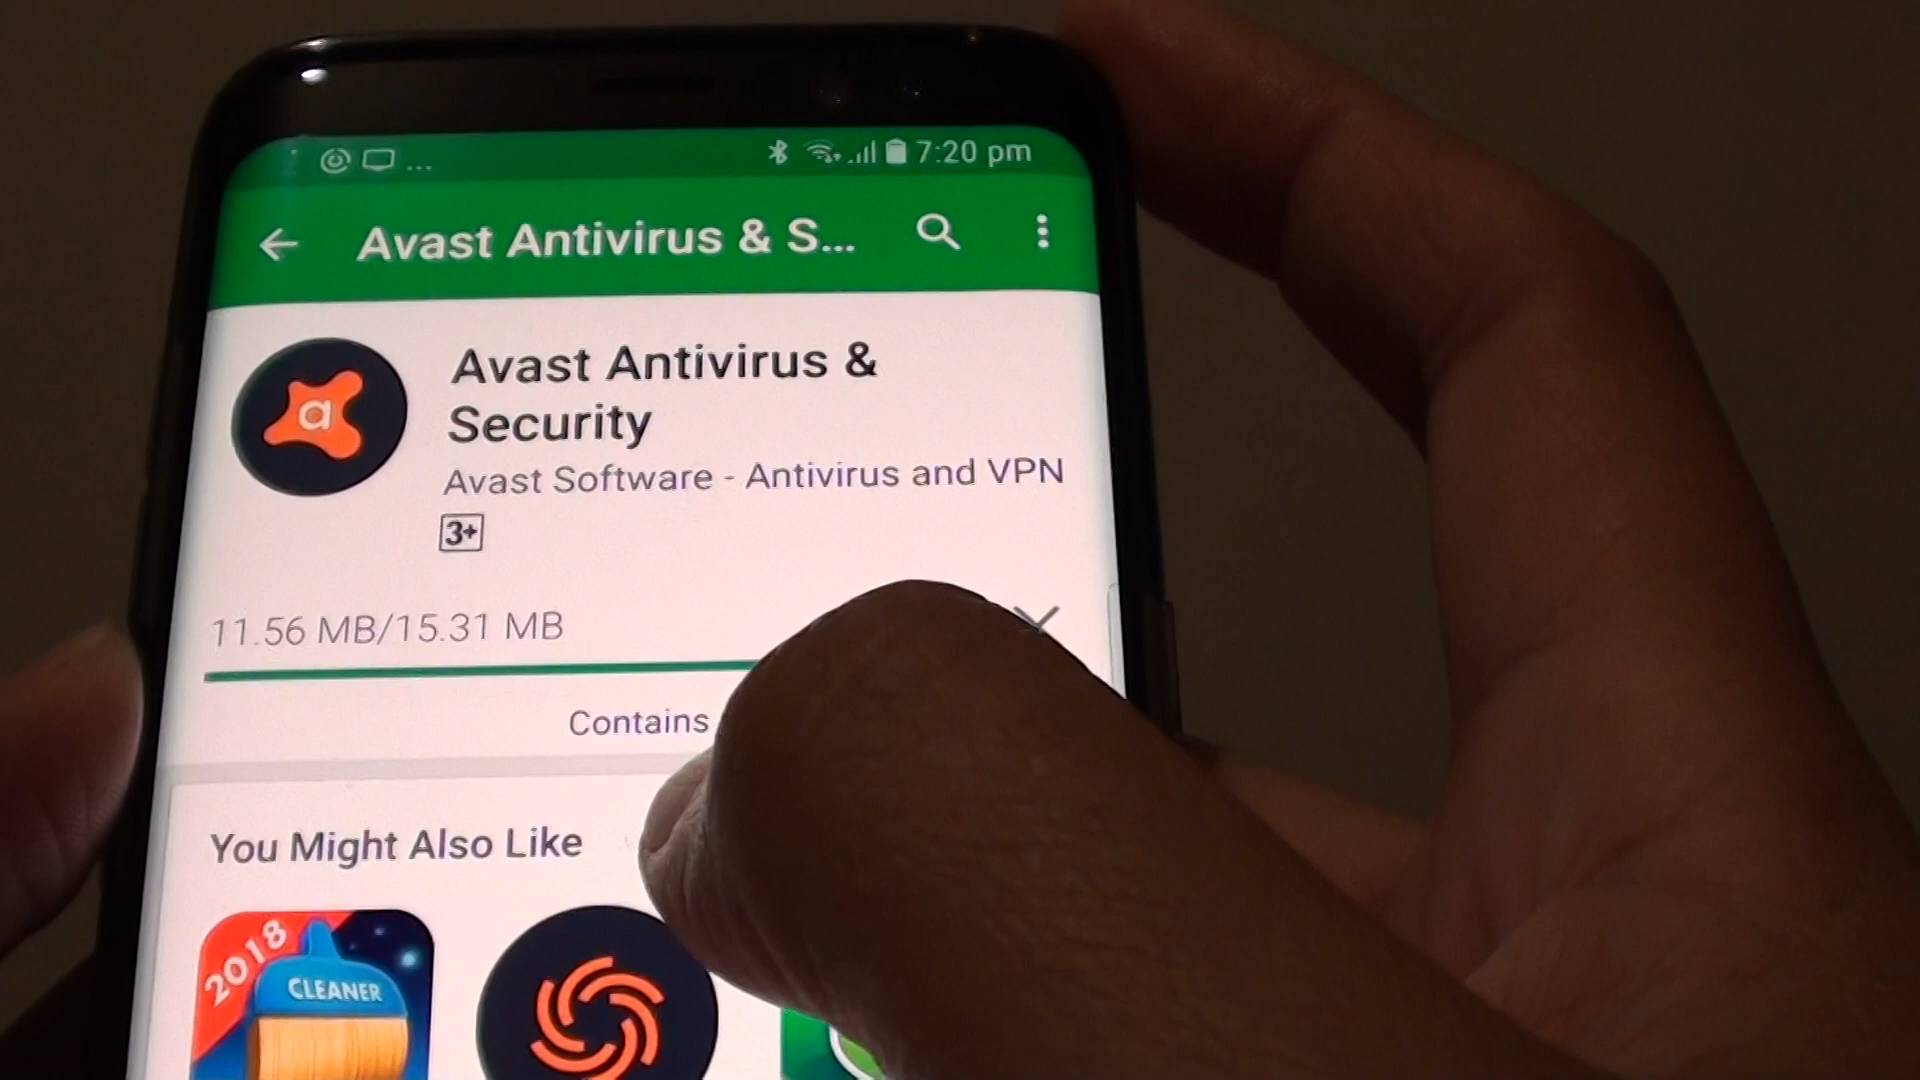 ... 7:20 pm
Avast Antivirus & S...
a
Avast Antivirus &
Security
Avast Software - Antivirus and VPN
3+
11.56 MB/15.31 MB
Contains
You Might Also Like
2018
CLEANER